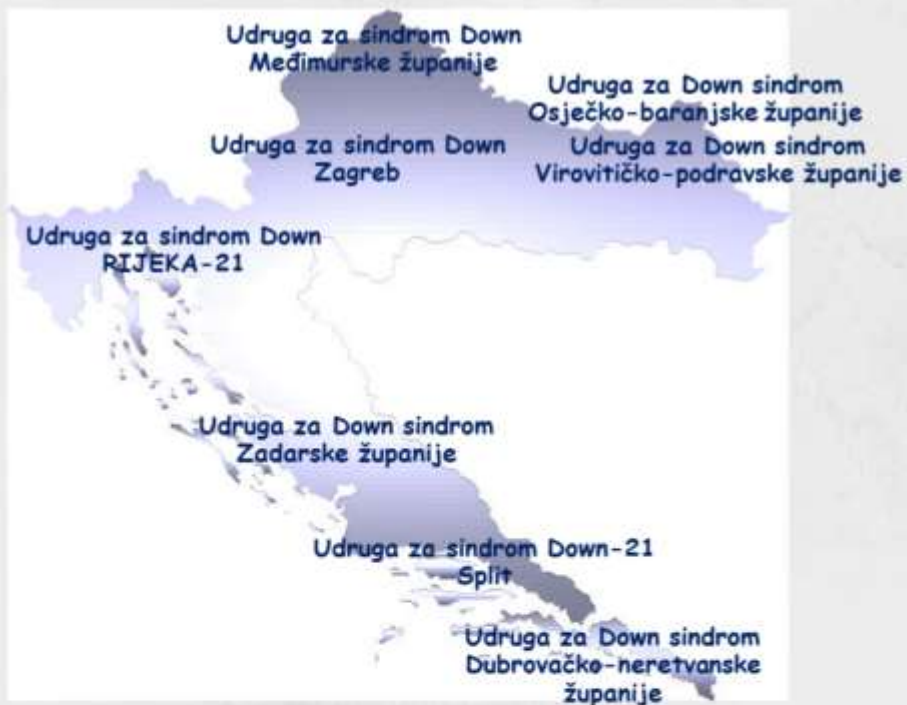 Udruga za sindrom Down
Međimurske županije
Udruga za Down sindrom
Osječko-baranjske županije
Udruga za sindrom Down
Zagreb
Udruga za Down sindrom
Virovitičko-podravske županije
Udruga za sindrom Down
RIJEKA-21
Udruga za Down sindrom
Zadarske županije
Udruga za sindrom Down-21
Split
Udruga za Down sindrom
Dubrovačko-neretvanske
županije